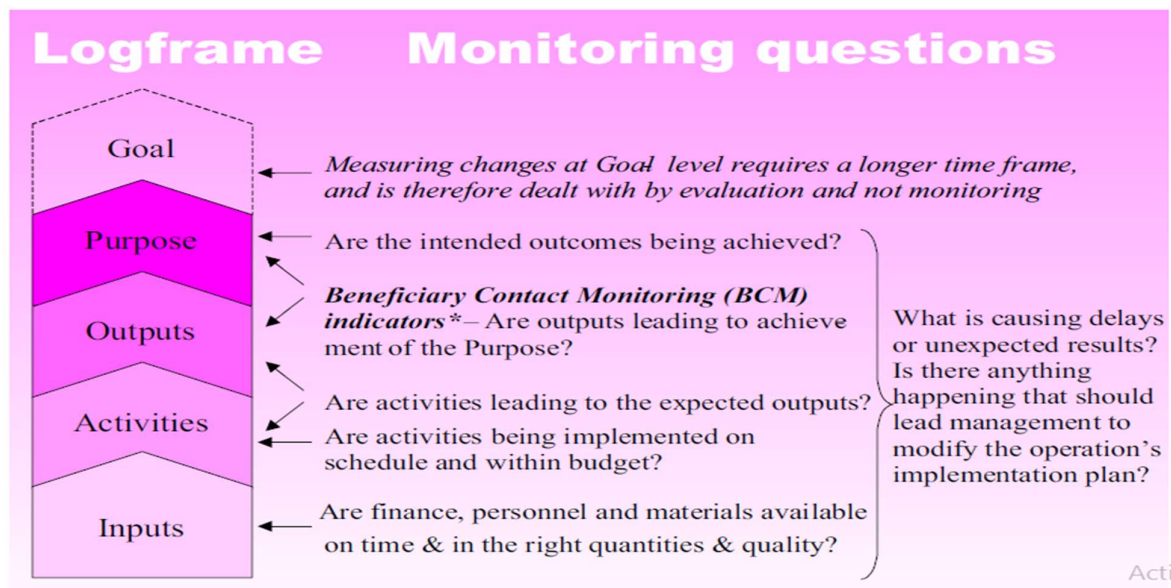 Logframe Monitoring questions
Goal
Measuring changes at Goal level requires a longer time frame,
and is therefore dealt with by evaluation and not monitoring
Purpose
Are the intended outcomes being achieved?
Beneficiary Contact Monitoring (BCM)
indicators*– Are outputs leading to achieve
ment of the Purpose?
Outputs
Are activities leading to the expected outputs?
Activities
Are activities being implemented on
schedule and within budget?
Inputs
Are finance, personnel and materials available
on time & in the right quantities & quality?
What is causing delays
or unexpected results?
Is there anything
happening that should
lead management to
modify the operation’s
implementation plan?
Acti